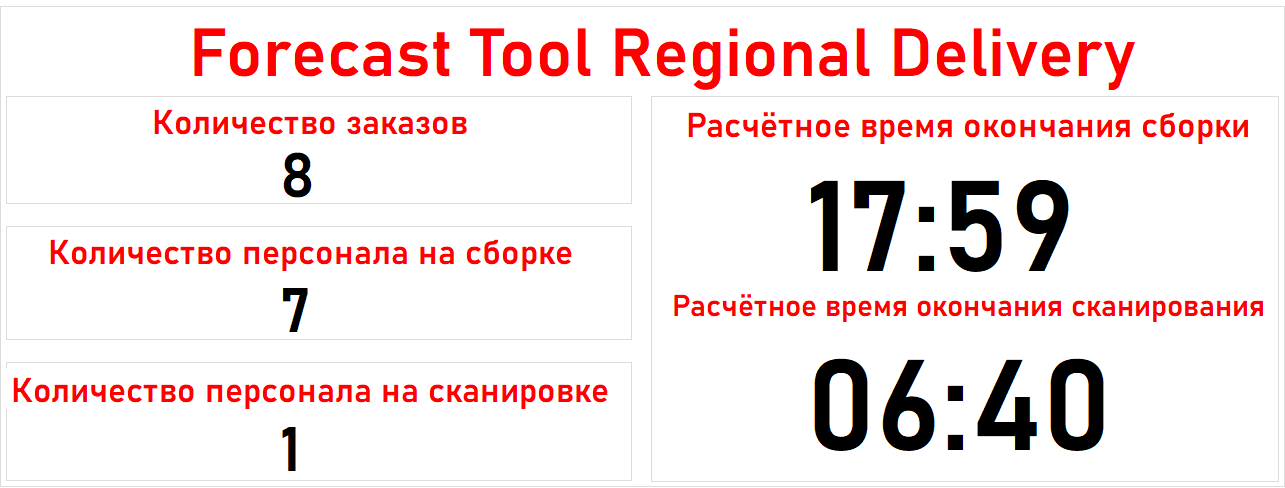 Forecast Tool Regional Delivery
Количество заказов
8
Количество персонала на сборке
7
Количество персонала на сканировке
1
Расчётное время окончания сборки
17:59
Расчётное время окончания сканирования
06:40